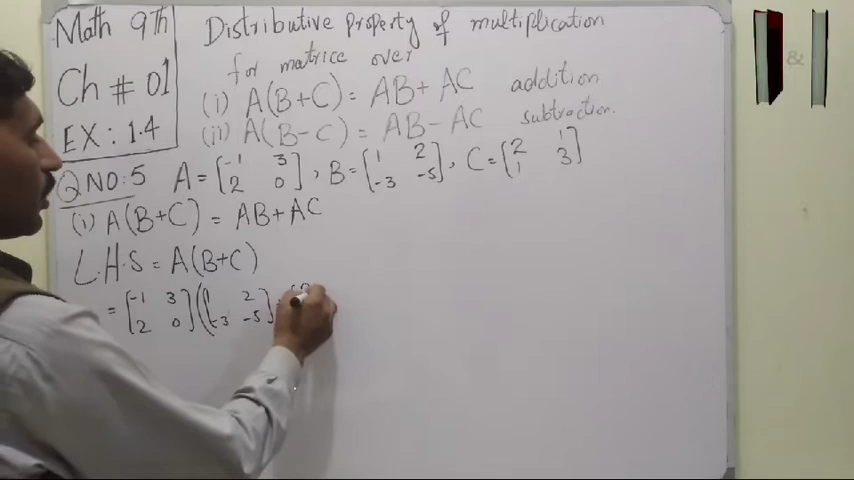 Math 9Th
Ch # 01
EX : 1.4
Distributive Property of multiplication
for matrice over
(i) A(B+C) = AB + AC addition
(ii) A(B-C) = AB - AC subtraction.
Q NO:5 A = [-1 3 2 0], B = [1 2 -3 -5], C = [2 1 1 3]
(i) A(B+C) = AB + AC
L.H.S = A(B+C)
= [-1 3 2 0] ([1 2 -3 -5]
&